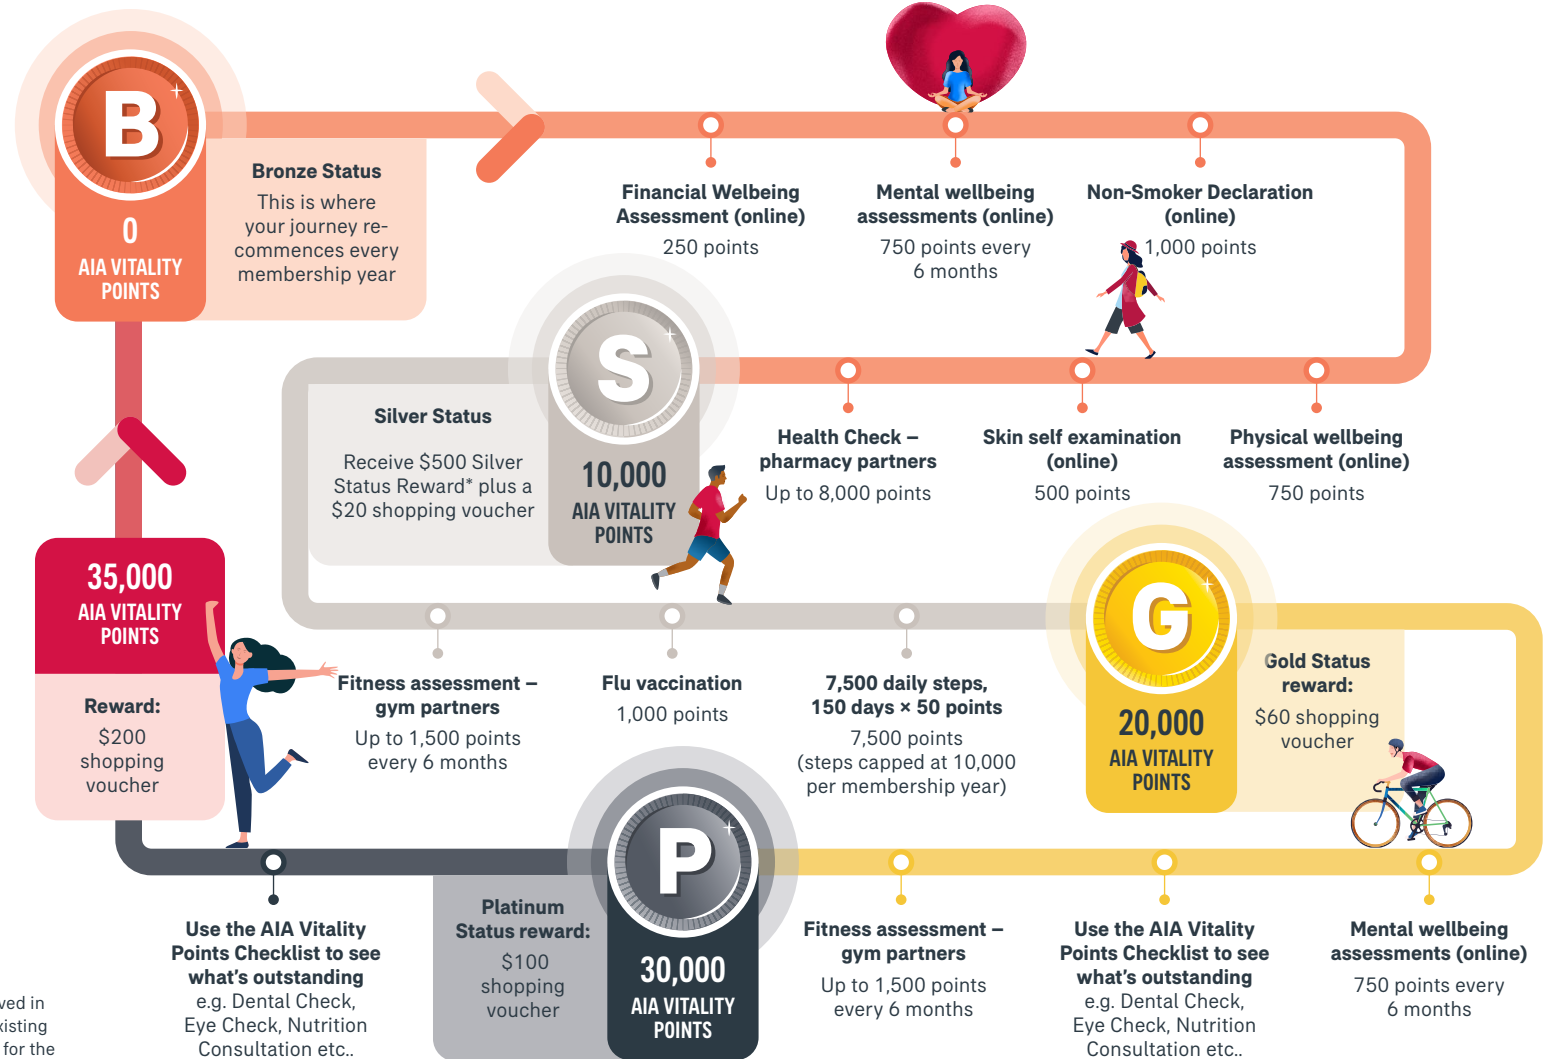 B
0
AIA VITALITY
POINTS
Bronze Status
This is where
your journey re-
commences every
membership year
Financial Welbeing
Assessment (online)
250 points
Mental wellbeing
assessments (online)
750 points every
6 months
Non-Smoker Declaration
(online)
1,000 points
Silver Status
Receive $500 Silver
Status Reward* plus a
$20 shopping voucher
S
10,000
AIA VITALITY
POINTS
Health Check –
pharmacy partners
Up to 8,000 points
Skin self examination
(online)
500 points
Physical wellbeing
assessment (online)
750 points
35,000
AIA VITALITY
POINTS
Reward:
$200
shopping
voucher
Fitness assessment –
gym partners
Up to 1,500 points
every 6 months
Flu vaccination
1,000 points
7,500 daily steps,
150 days × 50 points
7,500 points
(steps capped at 10,000
per membership year)
G
20,000
AIA VITALITY
POINTS
Gold Status
reward:
$60 shopping
voucher
Use the AIA Vitality
Points Checklist to see
what's outstanding
e.g. Dental Check,
Eye Check, Nutrition
Consultation etc..
Platinum
Status reward:
$100
shopping
voucher
P
30,000
AIA VITALITY
POINTS
Fitness assessment –
gym partners
Up to 1,500 points
every 6 months
Use the AIA Vitality
Points Checklist to see
what's outstanding
e.g. Dental Check,
Eye Check, Nutrition
Consultation etc..
Mental wellbeing
assessments (online)
750 points every
6 months
in
for the